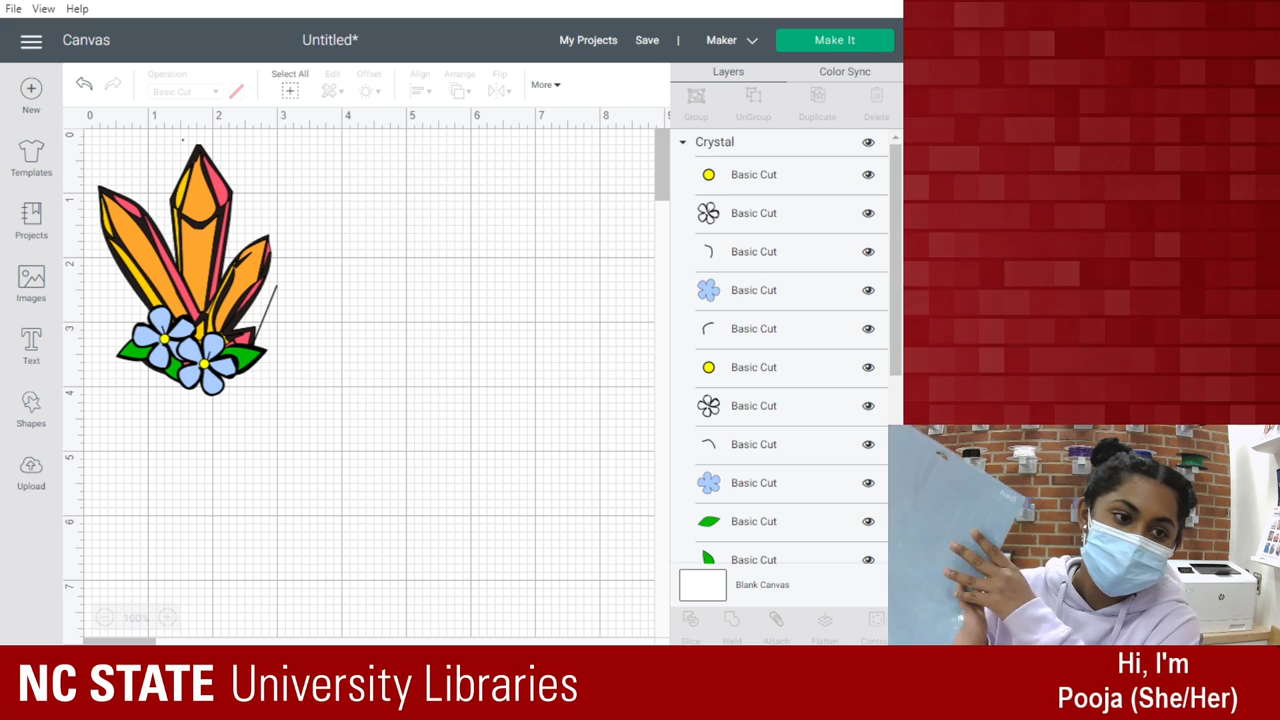 File View Help
Canvas Untitled* My Projects Save | Maker Make It
New
Templates
Projects
Images
Text
Shapes
Upload
Operation
Basic Cut
Select All Edit Offset Align Arrange Flip More
0 1 2 3 4 5 6 7 8
0
1
2
3
4
5
6
7
100%
Layers Color Sync
Group UnGroup Duplicate Delete
Crystal
Basic Cut
Basic Cut
Basic Cut
Basic Cut
Basic Cut
Basic Cut
Basic Cut
Basic Cut
Basic Cut
Basic Cut
Basic Cut
Blank Canvas
Slice Weld Attach Flatten
NC STATE University Libraries
Hi, I'm
Pooja (She/Her)